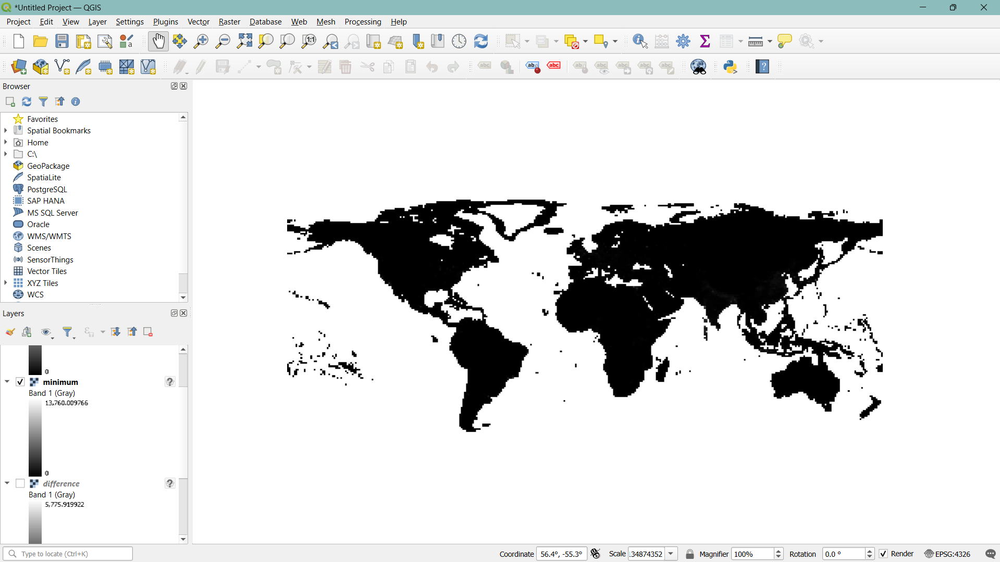 *Untitled Project — QGIS
Project Edit View Layer Settings Plugins Vector Raster Database Web Mesh Processing Help
Browser
Favorites
Spatial Bookmarks
Home
C:\
GeoPackage
SpatiaLite
PostgreSQL
SAP HANA
MS SQL Server
Oracle
WMS/WMTS
Scenes
SensorThings
Vector Tiles
XYZ Tiles
WCS
Layers
0
minimum
Band 1 (Gray)
13,760.009766
0
difference
Band 1 (Gray)
5,775.919922
Type to locate (Ctrl+K) Coordinate 56.4°, -55.3° Scale 134874352 Magnifier 100% Rotation 0.0 ° Render EPSG:4326